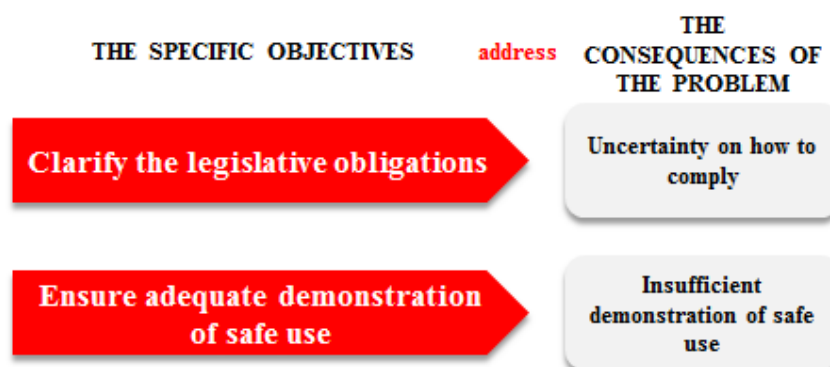 THE SPECIFIC OBJECTIVES
address
THE
CONSEQUENCES OF
THE PROBLEM
Clarify the legislative obligations
Uncertainty on how to
comply
Ensure adequate demonstration
of safe use
Insufficient
demonstration of safe
use